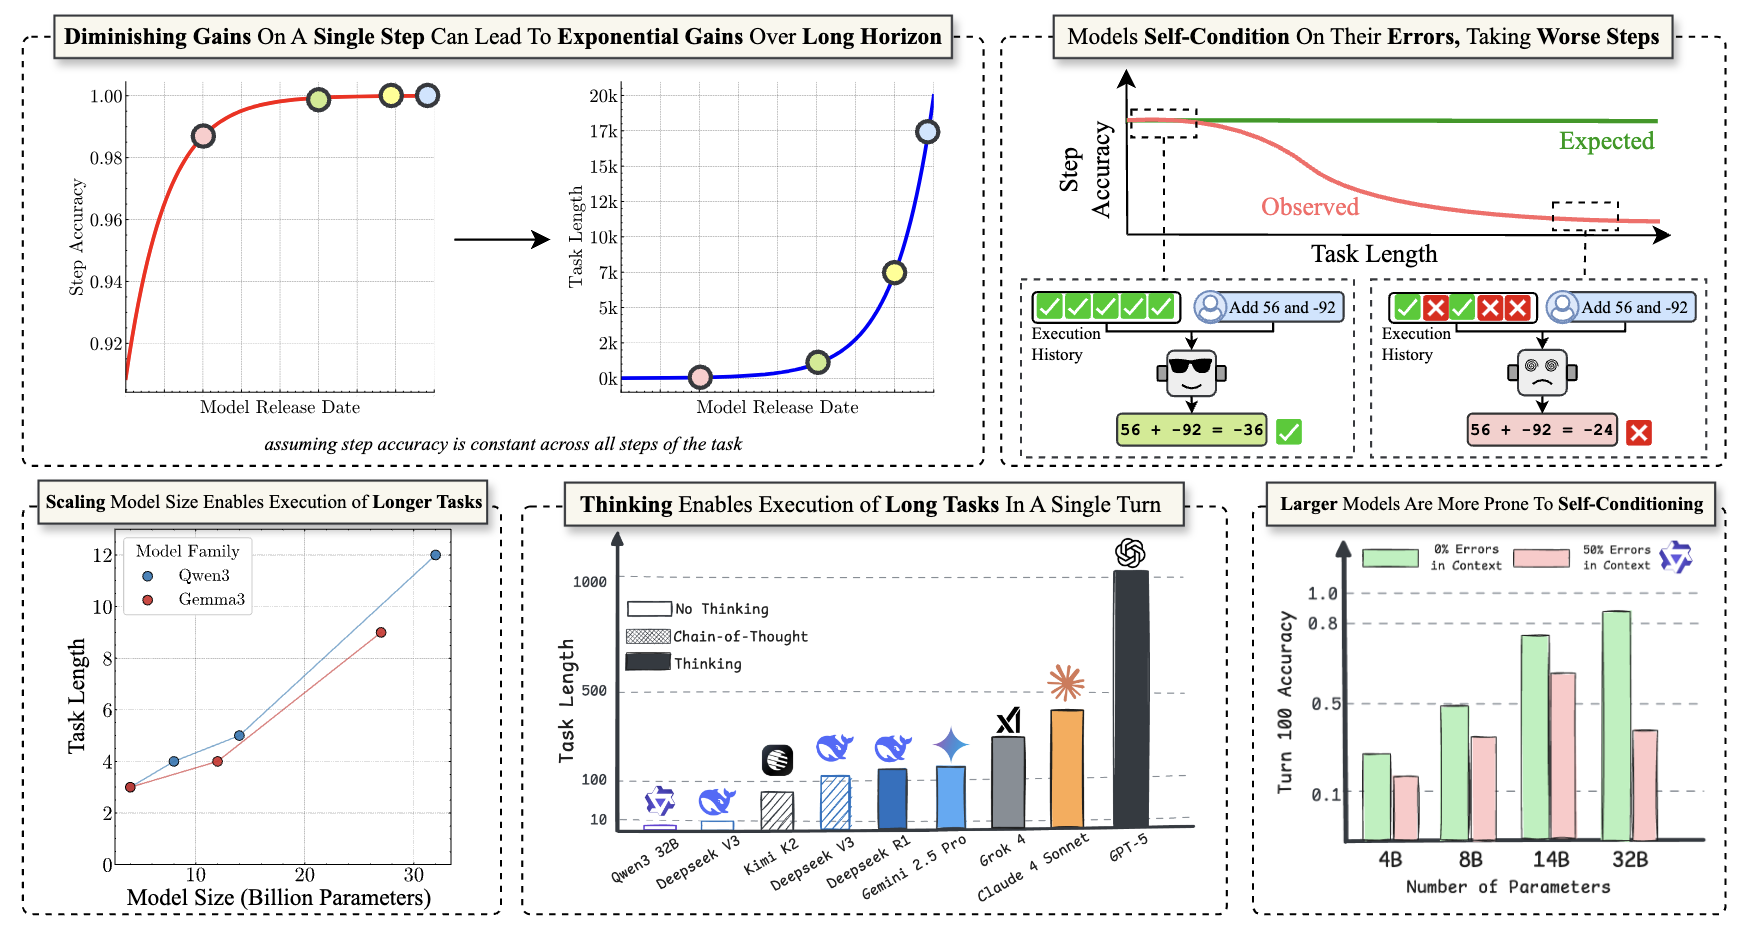 Diminishing Gains On A Single Step Can Lead To Exponential Gains Over Long Horizon
1.00
0.98
0.96
0.94
0.92
Step Accuracy
Model Release Date
20k
17k
15k
12k
10k
7k
5k
2k
0k
Task Length
Model Release Date
assuming step accuracy is constant across all steps of the task
Models Self-Condition On Their Errors, Taking Worse Steps
Step
Accuracy
Expected
Observed
Task Length
Add 56 and -92
Execution
History
56 + -92 = -36
Add 56 and -92
Execution
History
56 + -92 = -24
Scaling Model Size Enables Execution of Longer Tasks
Model Family
Qwen3
Gemma3
12
10
8
6
4
2
0
Task Length
10
20
30
Model Size (Billion Parameters)
Thinking Enables Execution of Long Tasks In A Single Turn
1000
500
100
10
Task Length
No Thinking
Chain-of-Thought
Thinking
Qwen3 32B
Deepseek V3
Kimi K2
Deepseek V3
Deepseek R1
Gemini 2.5 Pro
Grok 4
Claude 4 Sonnet
GPT-5
Larger Models Are More Prone To Self-Conditioning
0% Errors
in Context
50% Errors
in Context
1.0
0.8
0.5
0.1
Turn 100 Accuracy
4B
8B
14B
32B
Number of Parameters